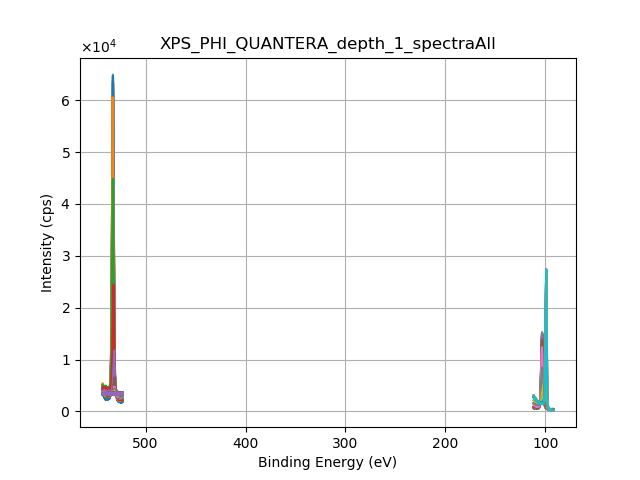 XPS_PHI_QUANTERA_depth_1_spectraAll
×10⁴
6
5
4
3
2
1
0
Intensity (cps)
500 400 300 200 100
Binding Energy (eV)